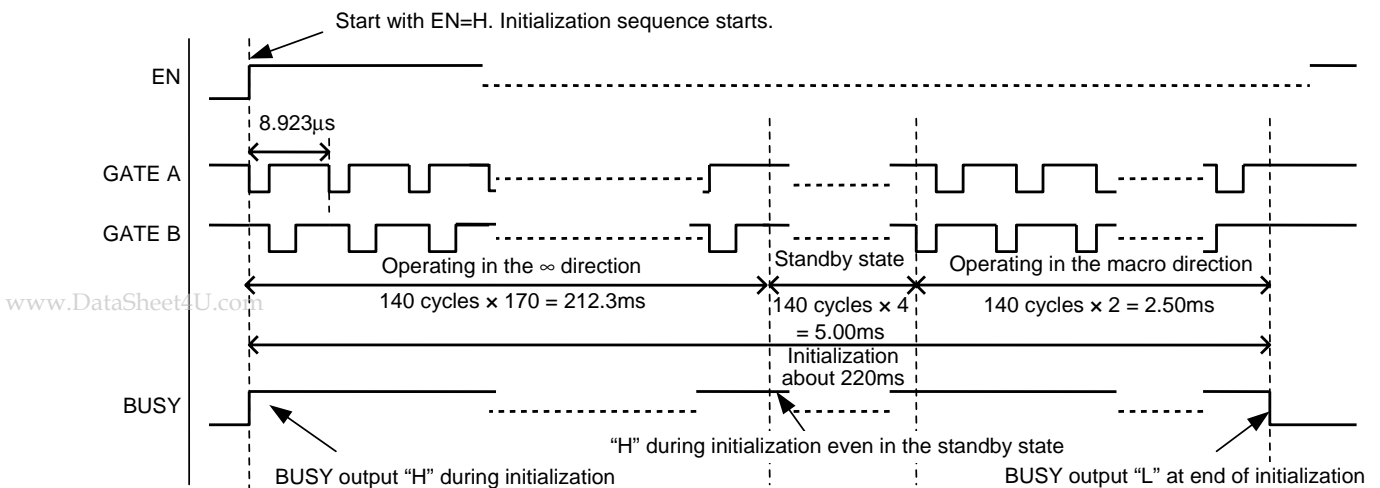 Start with EN=H. Initialization sequence starts.
EN
8.923μs
GATE A
GATE B
Operating in the ∞ direction
Standby state
Operating in the macro direction
www.DataSheet4U.com
140 cycles × 170 = 212.3ms
140 cycles × 4
= 5.00ms
140 cycles × 2 = 2.50ms
Initialization
about 220ms
BUSY
"H" during initialization even in the standby state
BUSY output "H" during initialization
BUSY output "L" at end of initialization